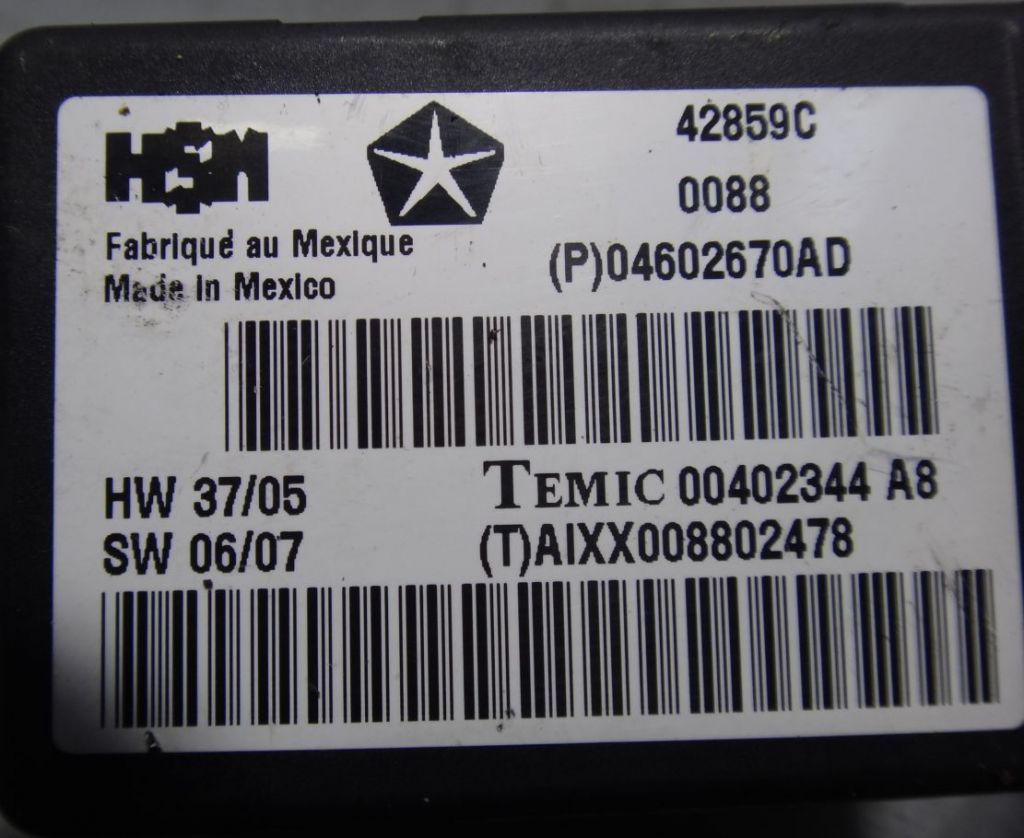 HSM
42859C
0088
Fabriqué au Mexique
Made in Mexico
(P)04602670AD
HW 37/05
TEMIC 00402344 A8
SW 06/07
(T)AIXX008802478